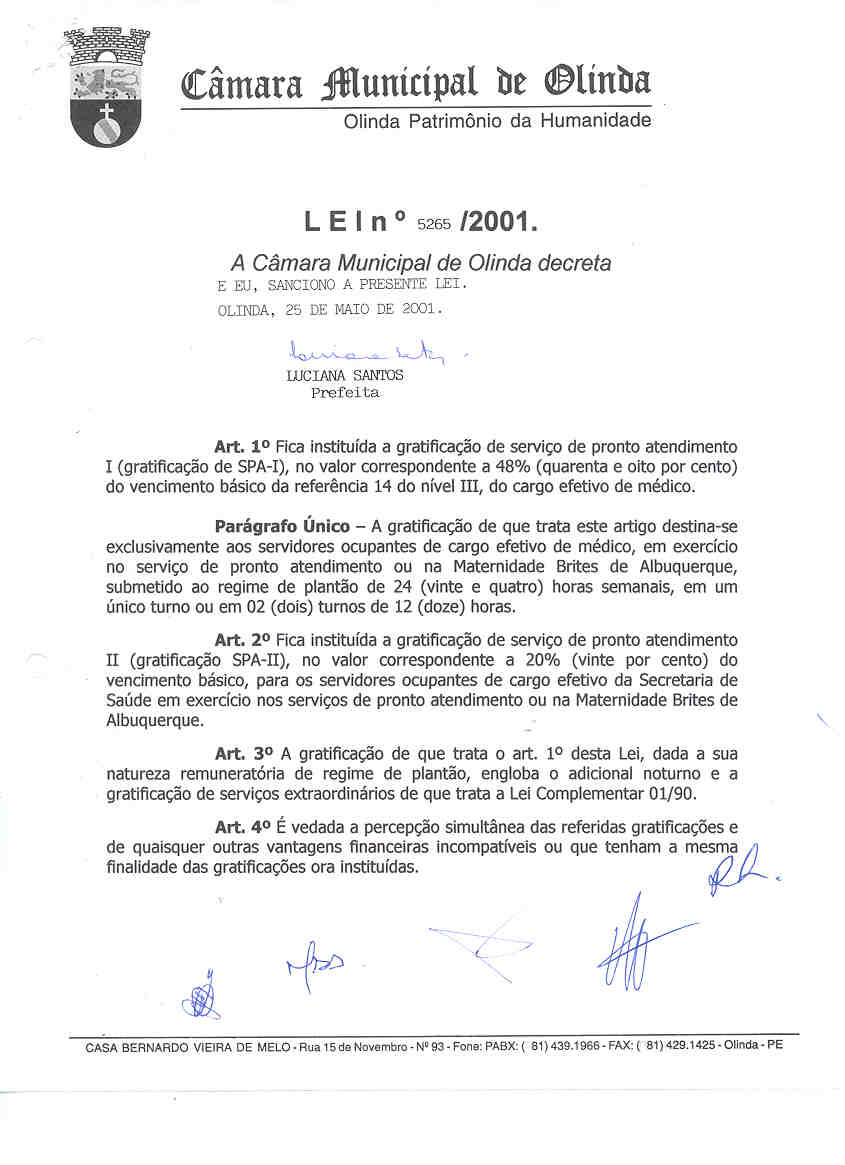 Câmara Municipal de Olinda
Olinda Patrimônio da Humanidade
L E I n º 5265 /2001.
A Câmara Municipal de Olinda decreta
E EU, SANCIONO A PRESENTE LEI.
OLINDA, 25 DE MAIO DE 2001.
LUCIANA SANTOS
Prefeita
Art. 1º Fica instituída a gratificação de serviço de pronto atendimento
I (gratificação de SPA-I), no valor correspondente a 48% (quarenta e oito por cento)
do vencimento básico da referência 14 do nível III, do cargo efetivo de médico.
Parágrafo Único – A gratificação de que trata este artigo destina-se
exclusivamente aos servidores ocupantes de cargo efetivo de médico, em exercício
no serviço de pronto atendimento ou na Maternidade Brites de Albuquerque,
submetido ao regime de plantão de 24 (vinte e quatro) horas semanais, em um
único turno ou em 02 (dois) turnos de 12 (doze) horas.
Art. 2º Fica instituída a gratificação de serviço de pronto atendimento
II (gratificação SPA-II), no valor correspondente a 20% (vinte por cento) do
vencimento básico, para os servidores ocupantes de cargo efetivo da Secretaria de
Saúde em exercício nos serviços de pronto atendimento ou na Maternidade Brites de
Albuquerque.
Art. 3º A gratificação de que trata o art. 1º desta Lei, dada a sua
natureza remuneratória de regime de plantão, engloba o adicional noturno e a
gratificação de serviços extraordinários de que trata a Lei Complementar 01/90.
Art. 4º É vedada a percepção simultânea das referidas gratificações e
de quaisquer outras vantagens financeiras incompatíveis ou que tenham a mesma
finalidade das gratificações ora instituídas.
CASA BERNARDO VIEIRA DE MELO - Rua 15 de Novembro - Nº 93 - Fone: PABX: ( 81) 439.1966 - FAX: ( 81) 429.1425 - Olinda - PE